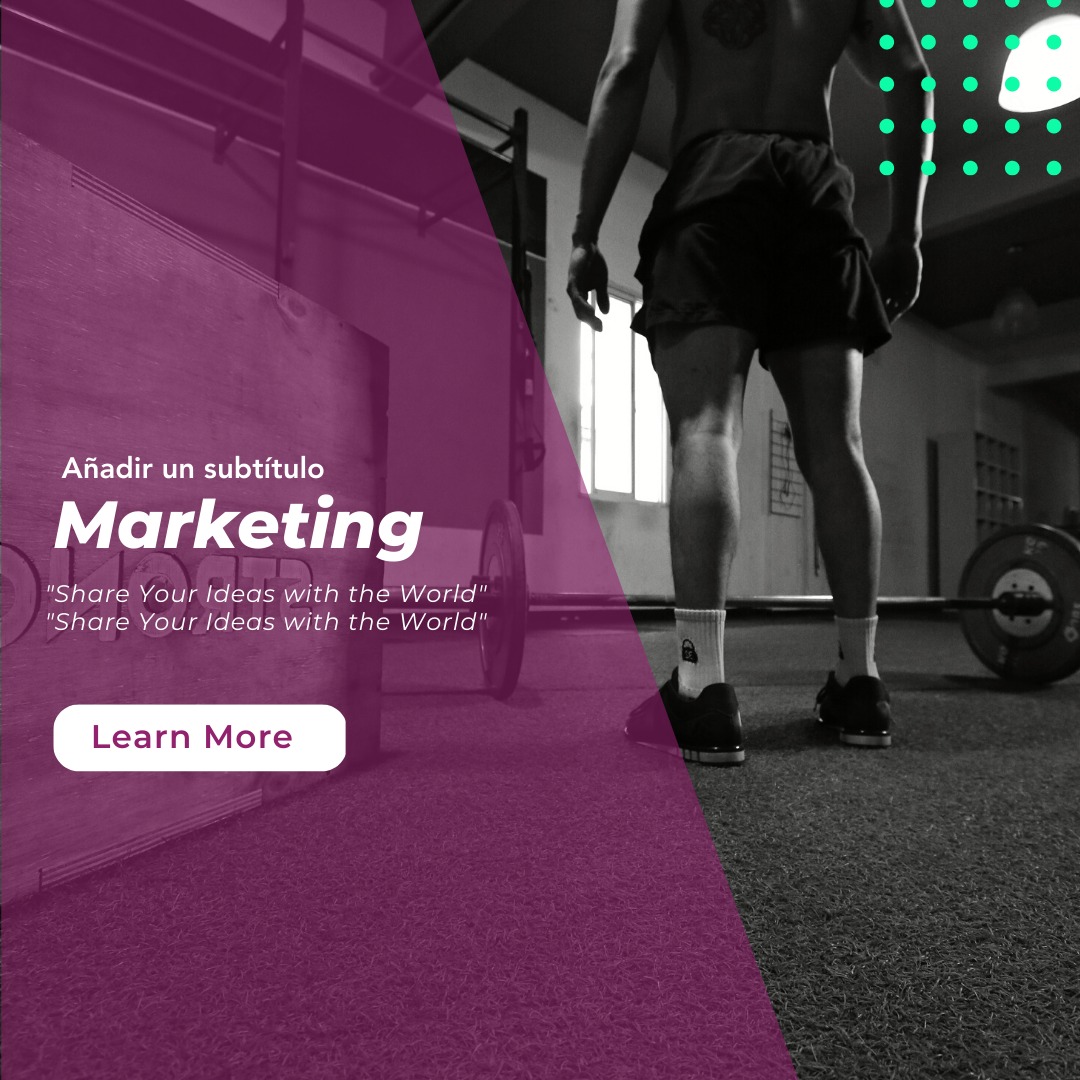 Añadir un subtítulo
Marketing
"Share Your Ideas with the World"
"Share Your Ideas with the World"
Learn More